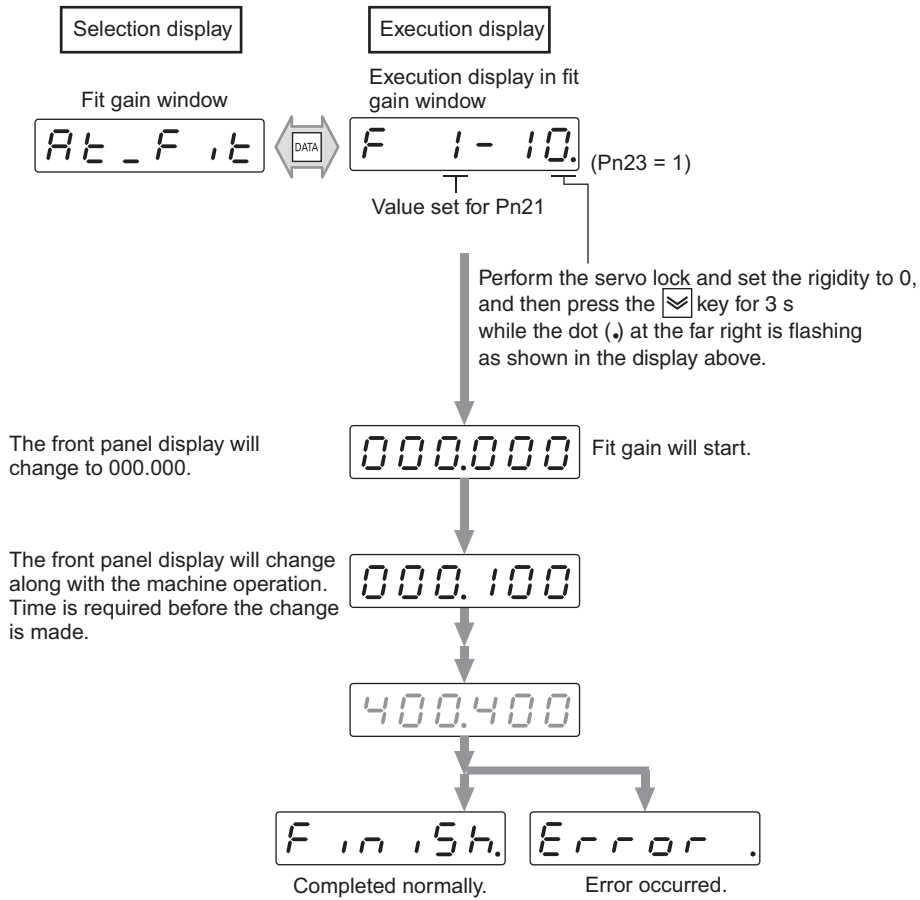 Selection display
Execution display
Fit gain window
Execution display in fit
gain window
At_Fit
DATA
F 1-10.
(Pn23 = 1)
Value set for Pn21
Perform the servo lock and set the rigidity to 0,
and then press the key for 3 s
while the dot (.) at the far right is flashing
as shown in the display above.
The front panel display will
change to 000.000.
000.000
Fit gain will start.
The front panel display will change
along with the machine operation.
Time is required before the change
is made.
000.100
400.400
FiniSh.
Error .
Completed normally.
Error occurred.